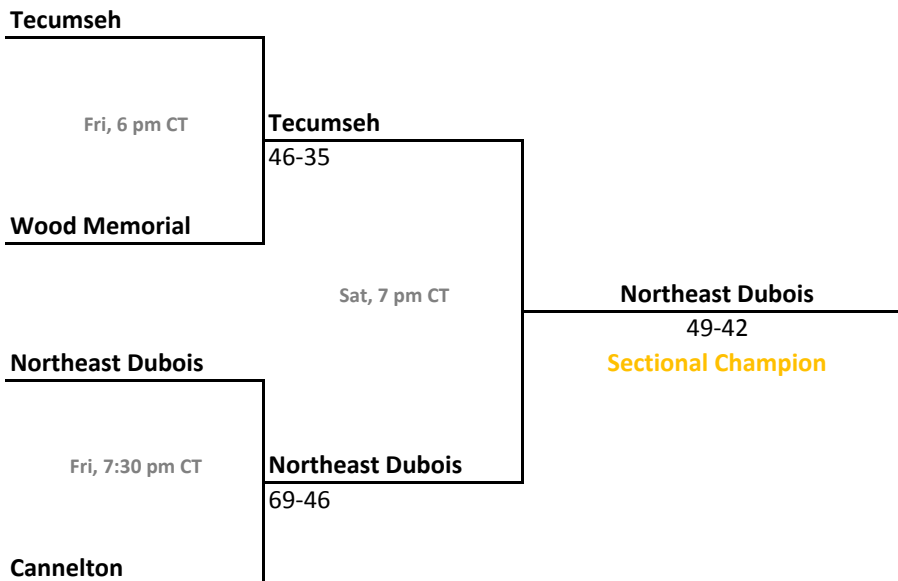 Tecumseh
Fri, 6 pm CT
Tecumseh
46-35
Wood Memorial
Sat, 7 pm CT
Northeast Dubois
49-42
Sectional Champion
Northeast Dubois
Fri, 7:30 pm CT
Northeast Dubois
69-46
Cannelton